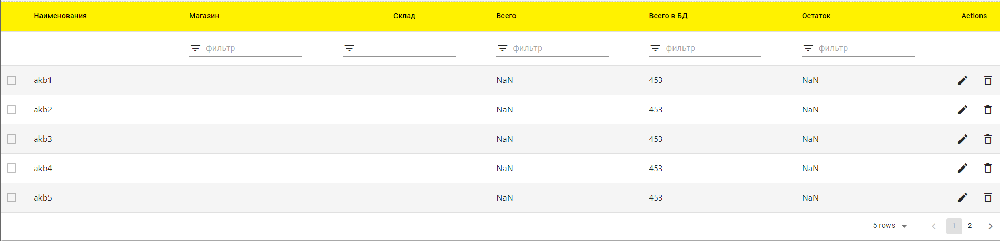 Наименования Магазин Склад Всего Всего в БД Остаток Actions
фильтр фильтр фильтр фильтр
akb1 NaN 453 NaN
akb2 NaN 453 NaN
akb3 NaN 453 NaN
akb4 NaN 453 NaN
akb5 NaN 453 NaN
5 rows 1 2